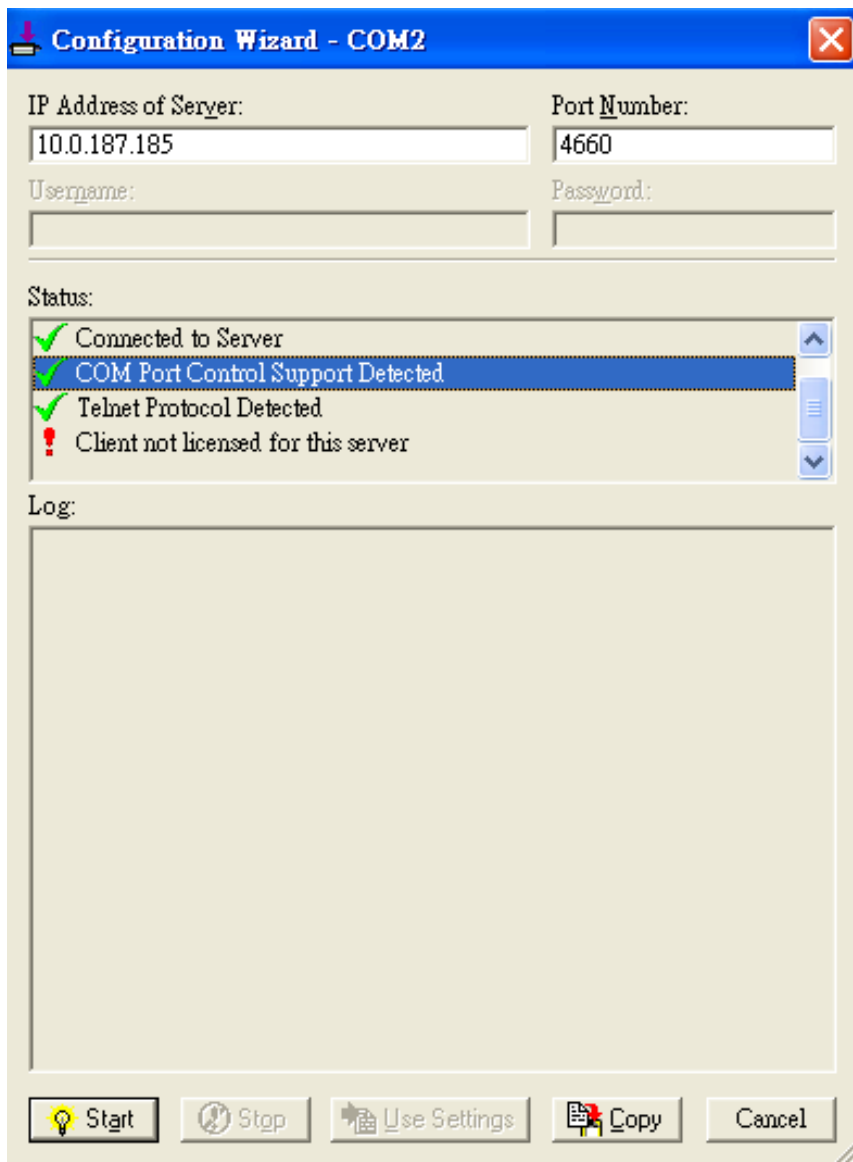 Configuration Wizard - COM2
IP Address of Server: Port Number:
10.0.187.185 4660
Username: Password:
Status:
Connected to Server
COM Port Control Support Detected
Telnet Protocol Detected
Client not licensed for this server
Log:
Start Stop Use Settings Copy Cancel